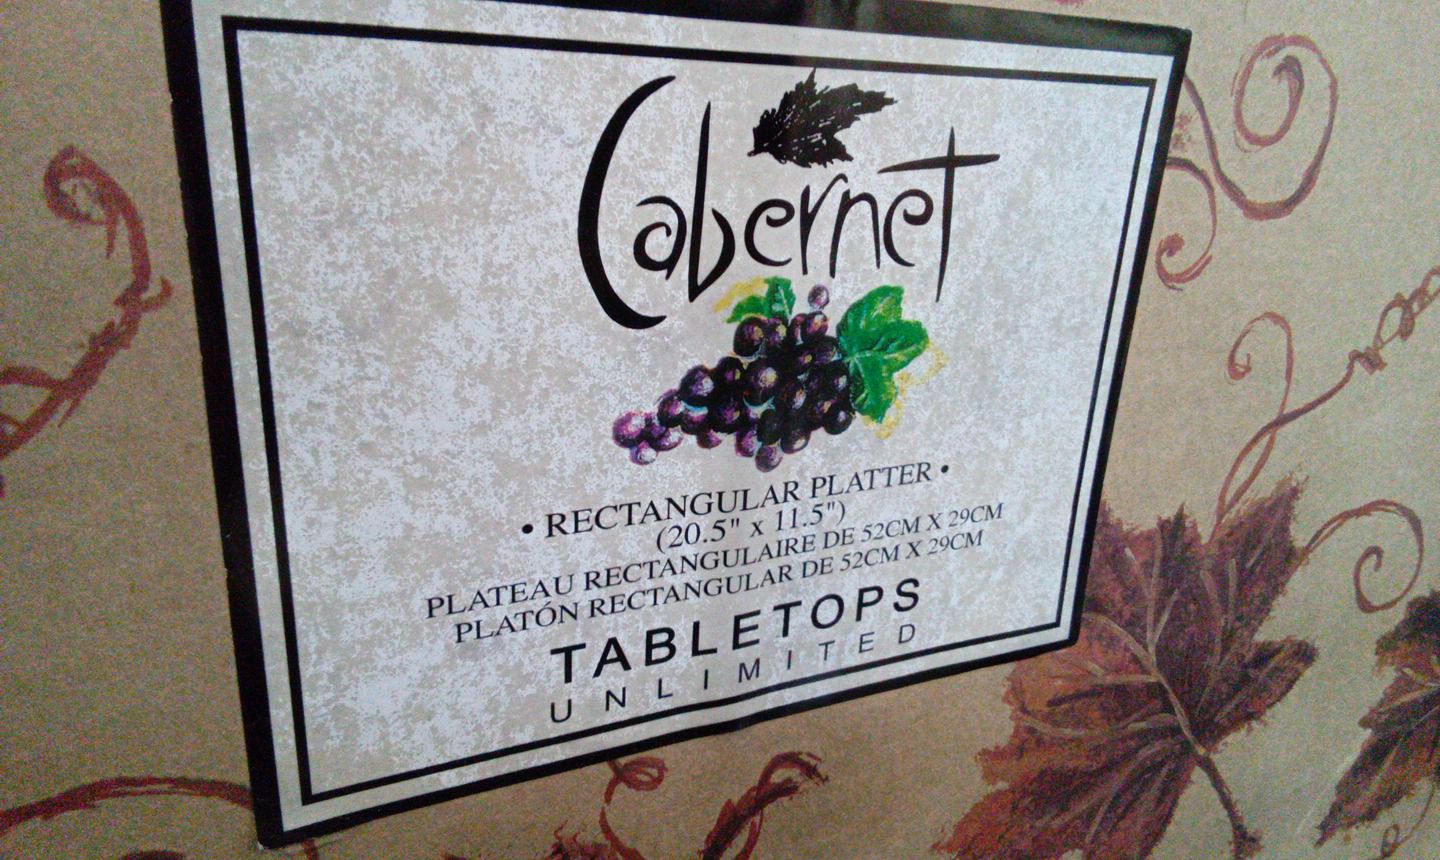 Cabernet
• RECTANGULAR PLATTER •
(20.5" x 11.5")
PLATEAU RECTANGULAIRE DE 52CM X 29CM
PLATÓN RECTANGULAR DE 52CM X 29CM
TABLETOPS
UNLIMITED